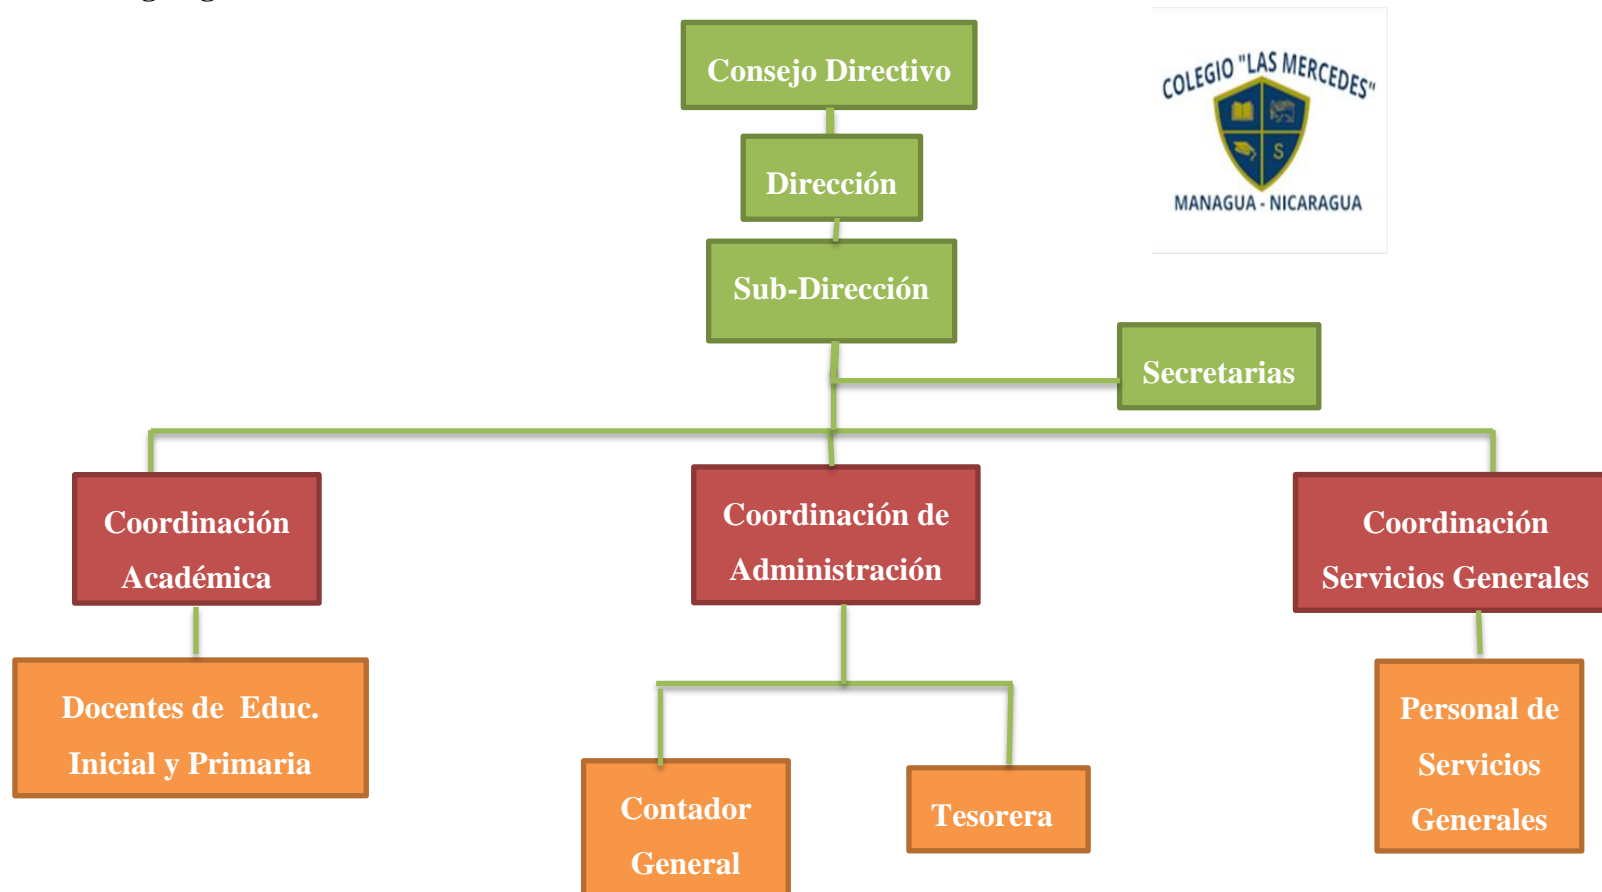 Consejo Directivo
COLEGIO "LAS MERCEDES"
S
MANAGUA - NICARAGUA
Dirección
Sub-Dirección
Secretarias
Coordinación
Académica
Coordinación de
Administración
Coordinación
Servicios Generales
Docentes de Educ.
Inicial y Primaria
Contador
General
Tesorera
Personal de
Servicios
Generales